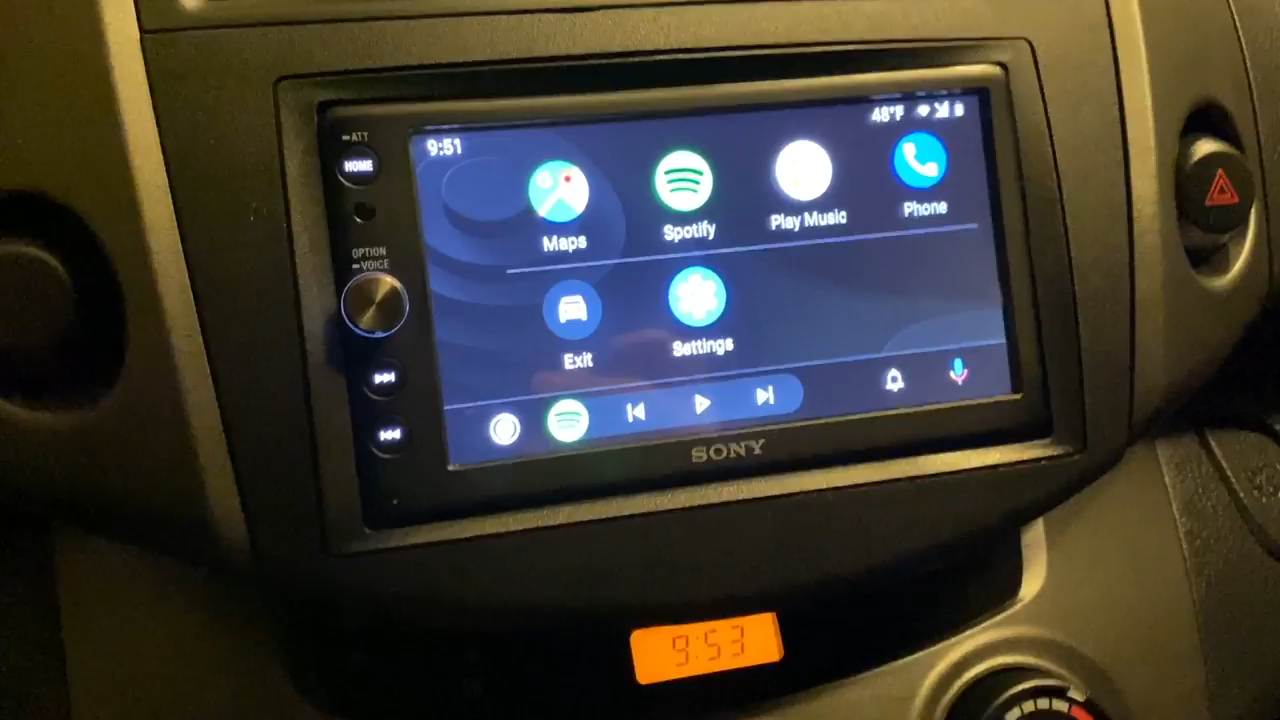 ATT
HOME
OPTION
VOICE
9:51
48°F
Maps
Spotify
Play Music
Phone
Exit
Settings
SONY
9:53